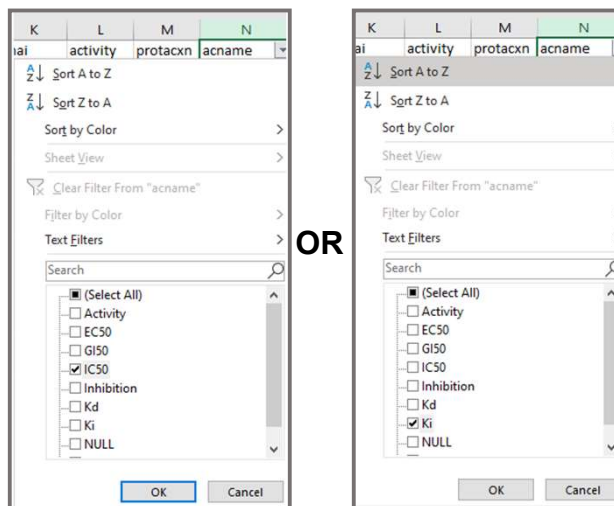 K L M N
ıai activity protacxn acname
A Z Sort A to Z
Z A Sort Z to A
Sort by Color
Sheet View
Clear Filter From "acname"
Filter by Color
Text Filters
Search
(Select All)
Activity
EC50
GI50
IC50
Inhibition
Kd
Ki
NULL
OK Cancel
OR
K L M N
ai activity protacxn acname
A Z Sort A to Z
Z A Sort Z to A
Sort by Color
Sheet View
Clear Filter From "acname"
Filter by Color
Text Filters
Search
(Select All)
Activity
EC50
GI50
IC50
Inhibition
Kd
Ki
NULL
OK Cancel